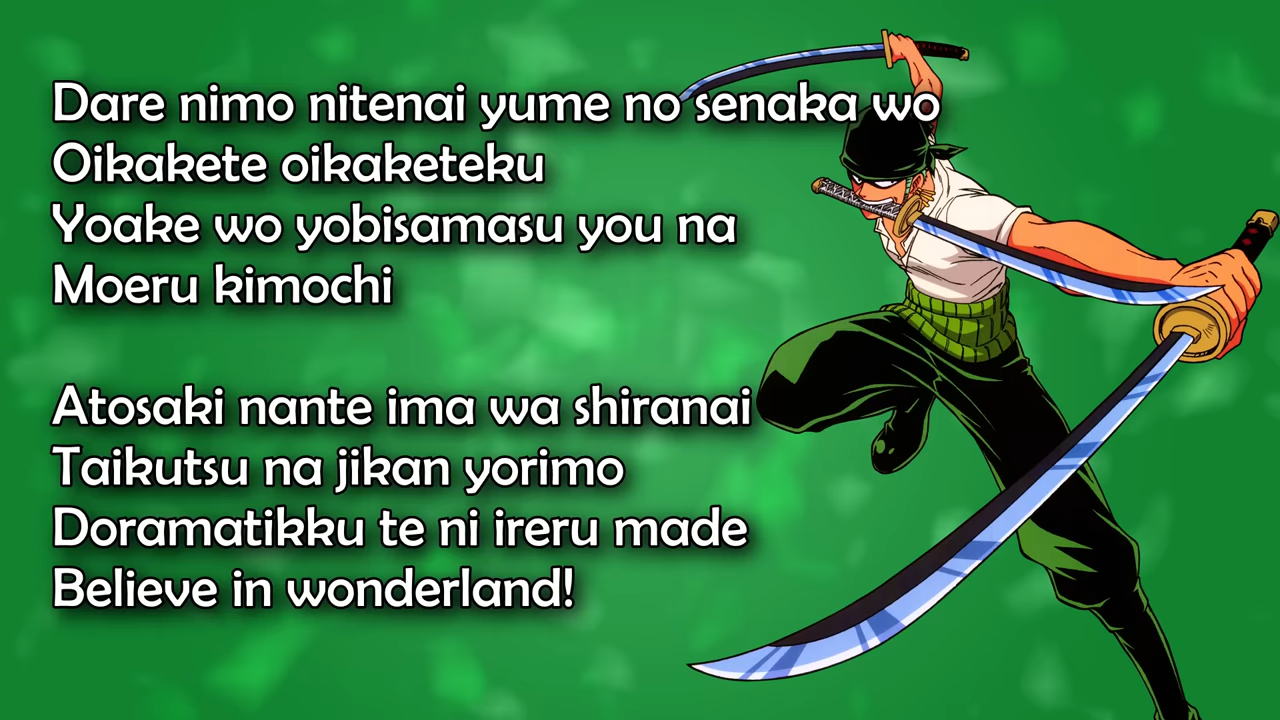 Dare nimo nitenai yume no senaka wo
Oikakete oikaketeku
Yoake wo yobisamasu you na
Moeru kimochi
Atosaki nante ima wa shiranai
Taikutsu na jikan yorimo
Doramatikku te ni ireru made
Believe in wonderland!